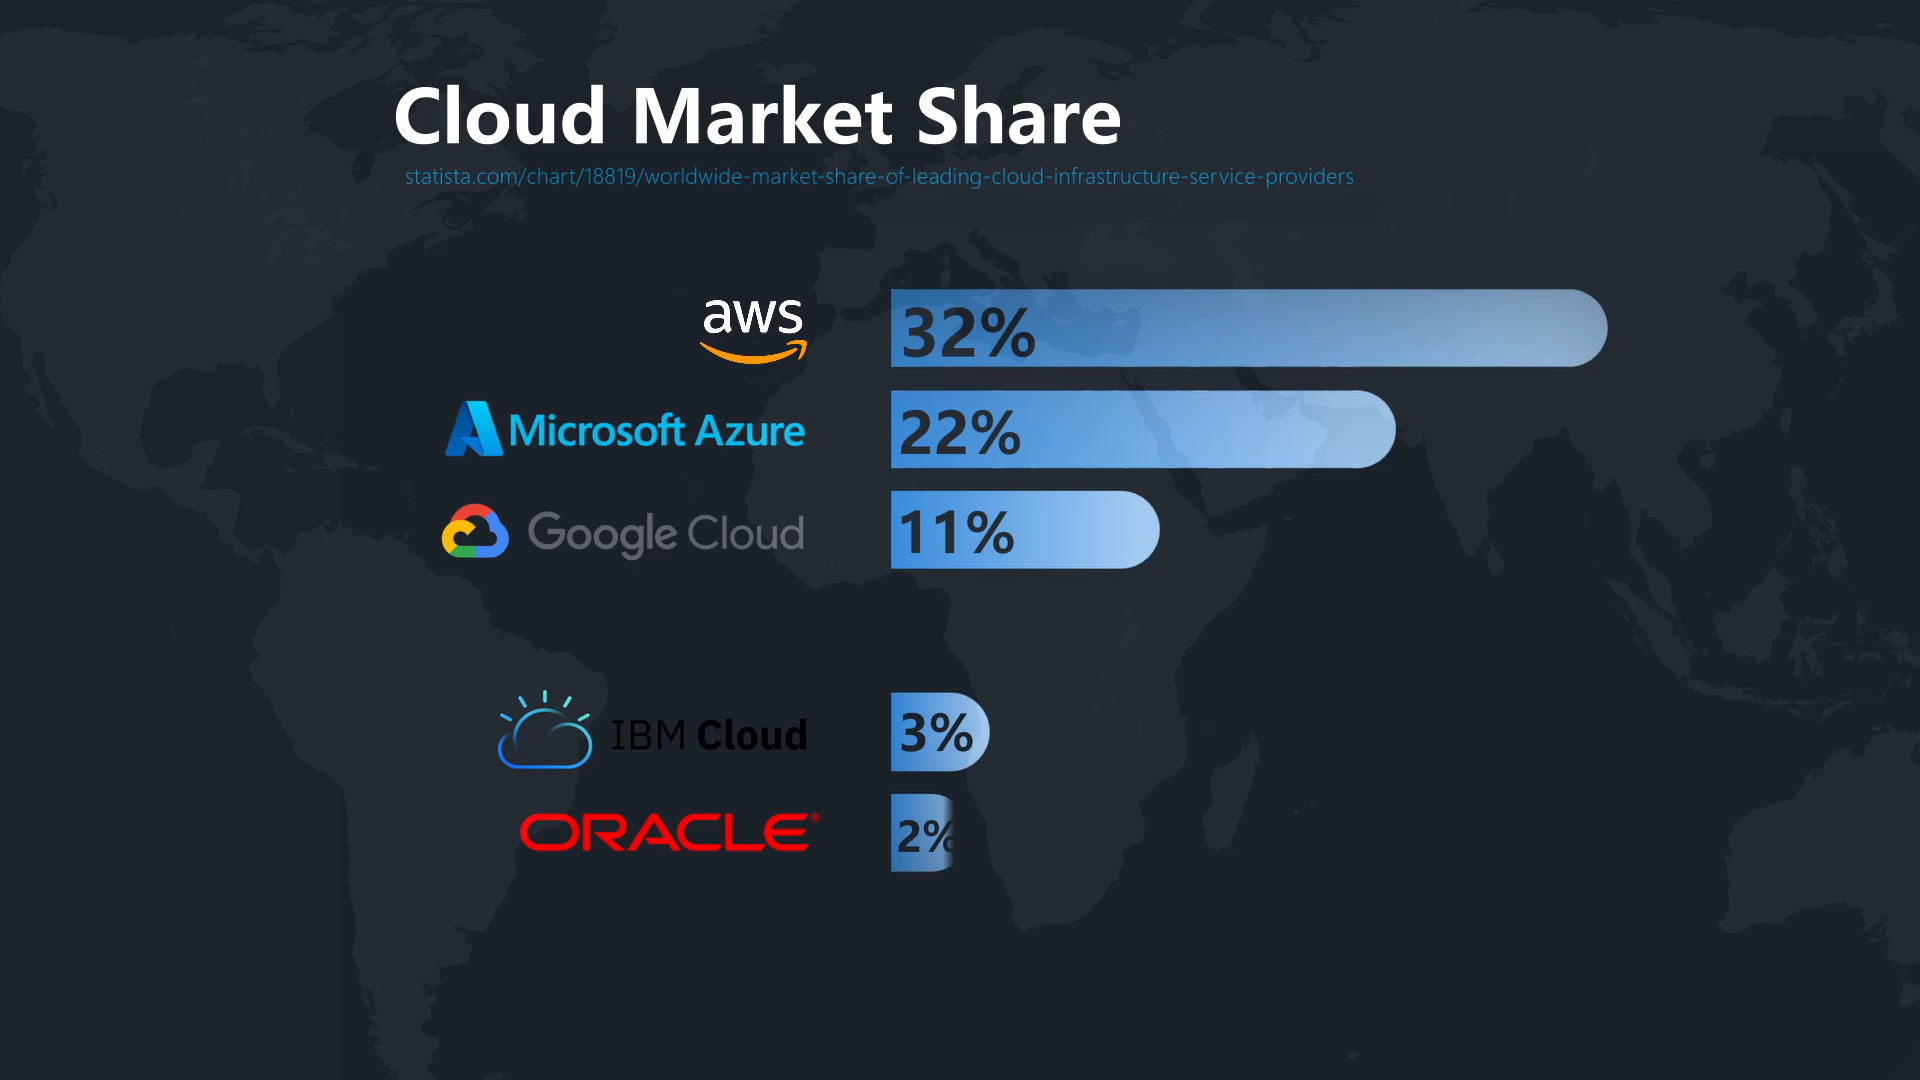 Cloud Market Share
statista.com/chart/18819/worldwide-market-share-of-leading-cloud-infrastructure-service-providers
aws 32%
Microsoft Azure 22%
Google Cloud 11%
IBM Cloud 3%
ORACLE® 2%